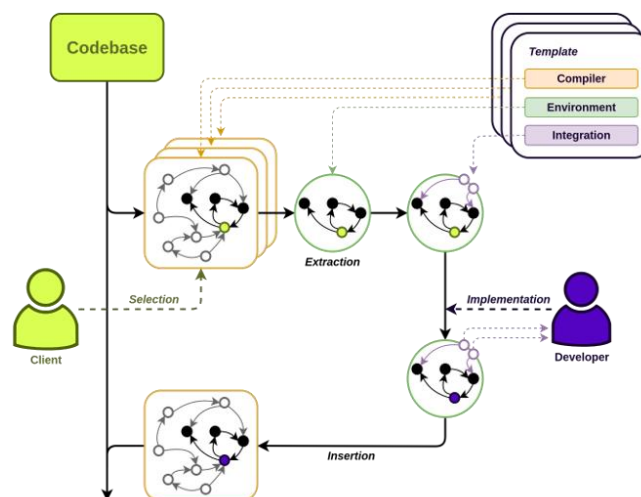 Codebase
Template
Compiler
Environment
Integration
Extraction
Selection
Implementation
Client
Developer
Insertion